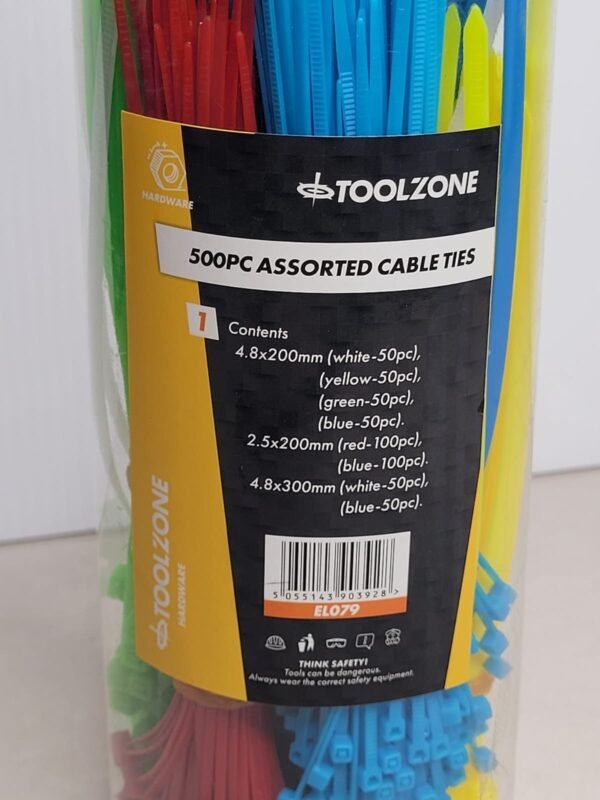 HARDWARE
TOOLZONE
500PC ASSORTED CABLE TIES
1
Contents
4.8x200mm (white-50pc),
(yellow-50pc),
(green-50pc),
(blue-50pc).
2.5x200mm (red-100pc),
(blue-100pc).
4.8x300mm (white-50pc),
(blue-50pc).
TOOLZONE
HARDWARE
5 055143 903928 >
EL079
THINK SAFETY!
Tools can be dangerous.
Always wear the correct safety equipment.